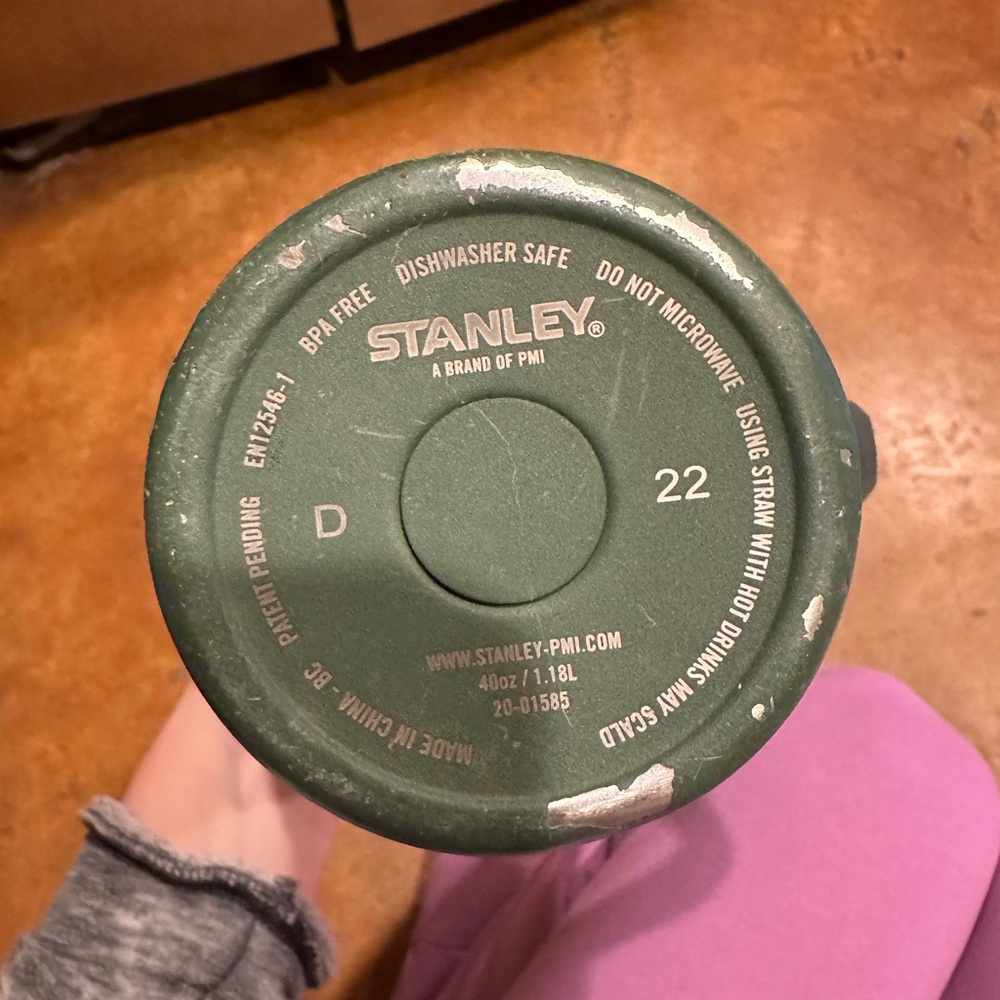 DISHWASHER SAFE
DO NOT MICROWAVE
USING STRAW WITH HOT DRINKS MAY SCALD
MADE IN CHINA - BC
PATENT PENDING
EN12546-1
BPA FREE
STANLEY®
A BRAND OF PMI
D
22
WWW.STANLEY-PMI.COM
40oz / 1.18L
20-01585